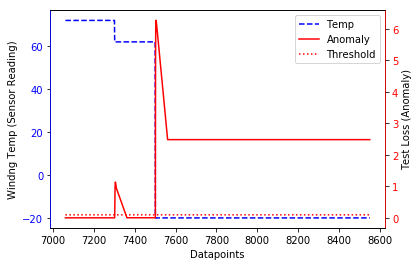 Temp
Anomaly
Threshold
60
40
20
0
−20
6
5
4
3
2
1
0
7000 7200 7400 7600 7800 8000 8200 8400 8600
Windng Temp (Sensor Reading)
Test Loss (Anomaly)
Datapoints